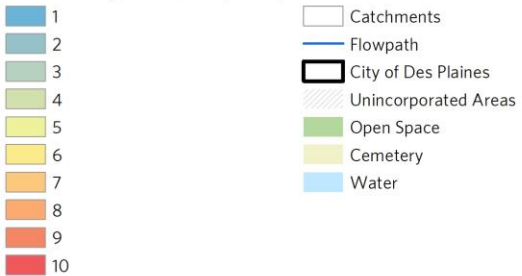 1
2
3
4
5
6
7
8
9
10
Catchments
Flowpath
City of Des Plaines
Unincorporated Areas
Open Space
Cemetery
Water